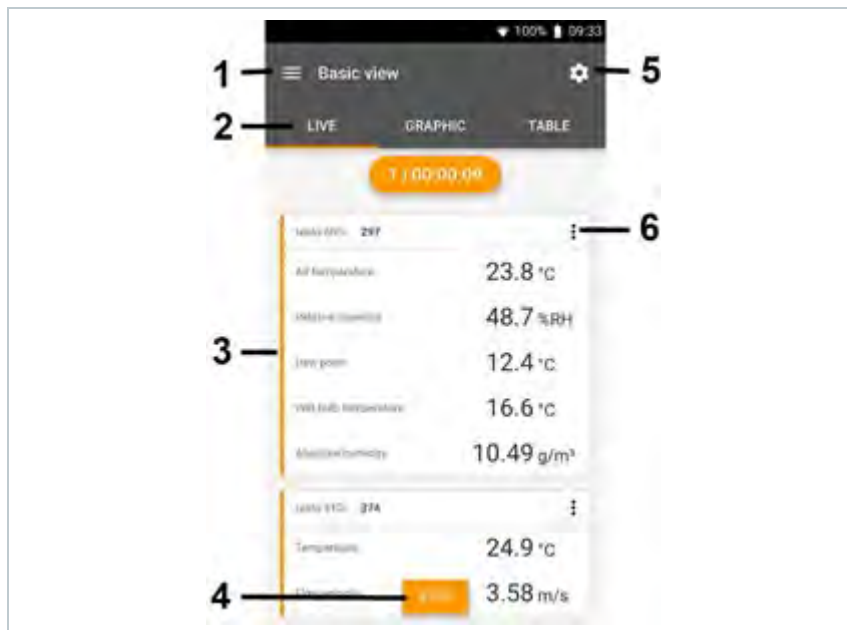 100% 09:33
1 Basic view 5
2 LIVE GRAPHIC TABLE
1 / 00:00:09
297 6
Air temperature 23.8 °C
48.7 %RH
3 Dew point 12.4 °C
Wet bulb temperature 16.6 °C
Absolute humidity 10.49 g/m³
274
Temperature 24.9 °C
4 3.58 m/s